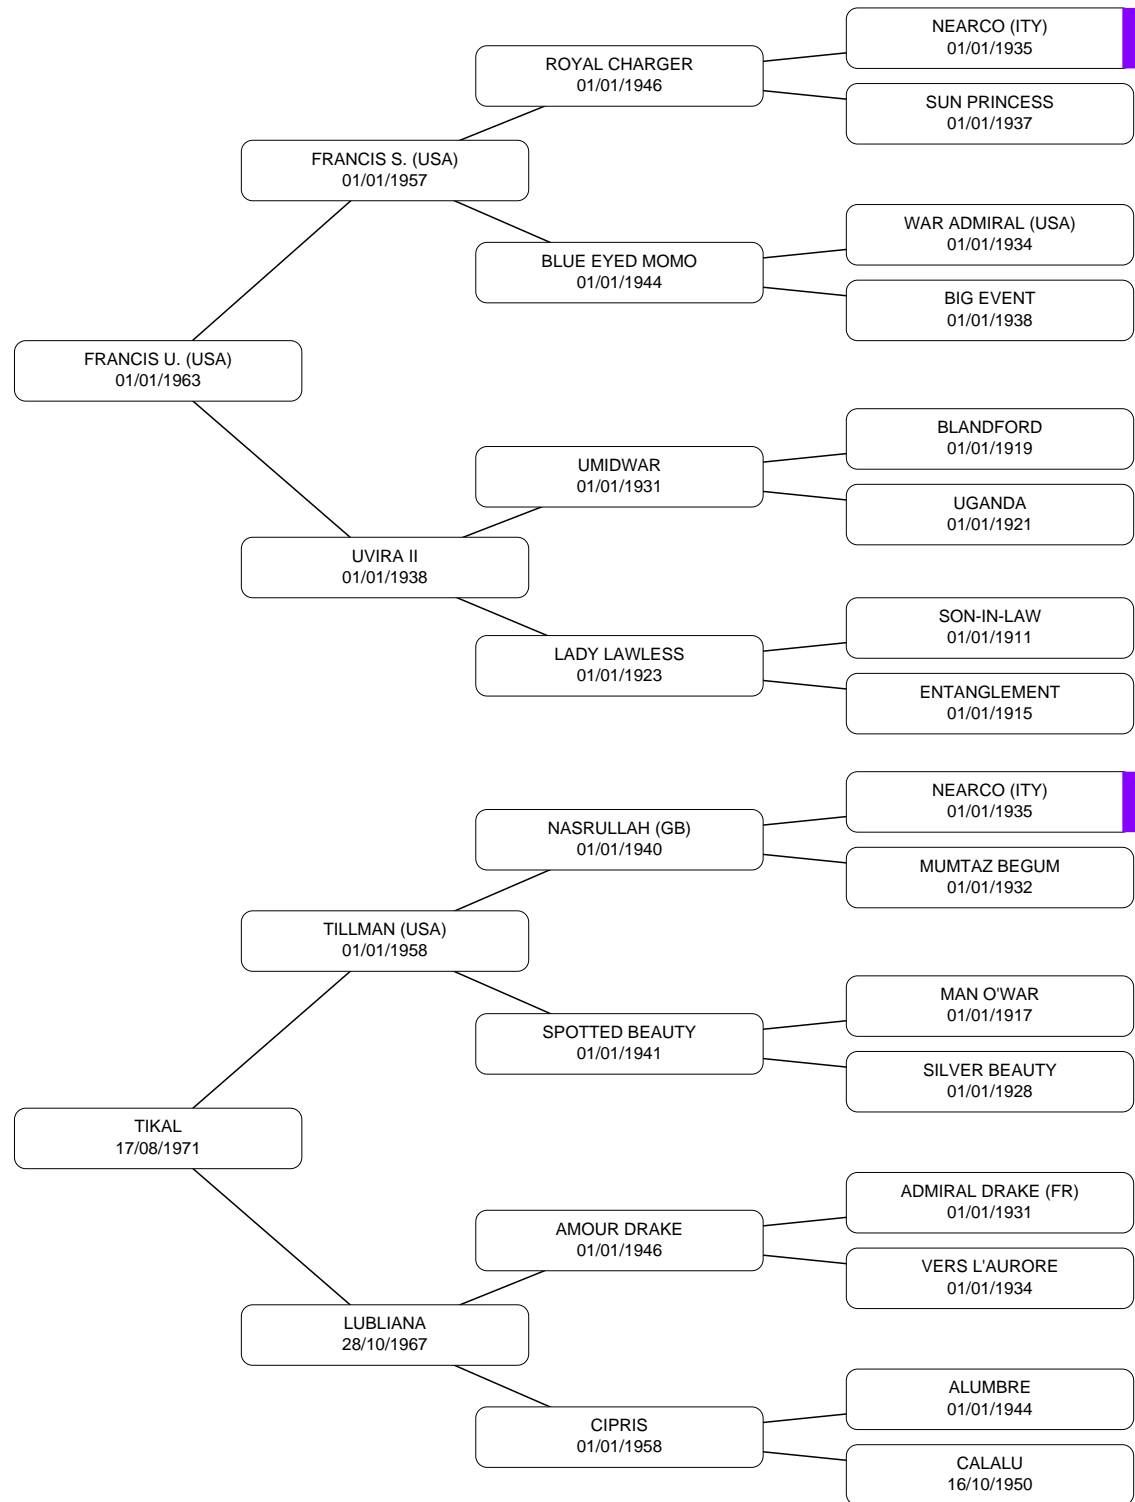 NEARCO (ITY)
01/01/1935
ROYAL CHARGER
01/01/1946
SUN PRINCESS
01/01/1937
FRANCIS S. (USA)
01/01/1957
WAR ADMIRAL (USA)
01/01/1934
BLUE EYED MOMO
01/01/1944
BIG EVENT
01/01/1938
FRANCIS U. (USA)
01/01/1963
BLANDFORD
01/01/1919
UMIDWAR
01/01/1931
UGANDA
01/01/1921
UVIRA II
01/01/1938
SON-IN-LAW
01/01/1911
LADY LAWLESS
01/01/1923
ENTANGLEMENT
01/01/1915
NEARCO (ITY)
01/01/1935
NASRULLAH (GB)
01/01/1940
MUMTAZ BEGUM
01/01/1932
TILLMAN (USA)
01/01/1958
MAN O'WAR
01/01/1917
SPOTTED BEAUTY
01/01/1941
SILVER BEAUTY
01/01/1928
TIKAL
17/08/1971
ADMIRAL DRAKE (FR)
01/01/1931
AMOUR DRAKE
01/01/1946
VERS L'AURORE
01/01/1934
LUBLIANA
28/10/1967
ALUMBRE
01/01/1944
CIPRIS
01/01/1958
CALALU
16/10/1950